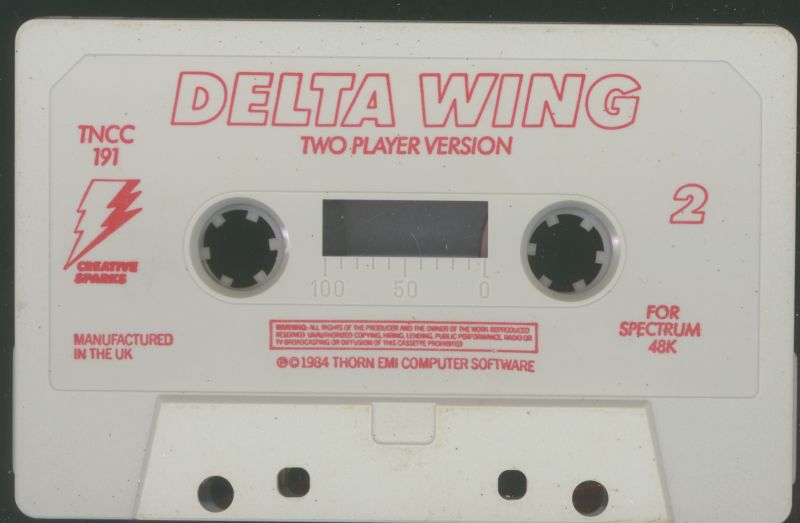 DELTA WING
TWO PLAYER VERSION
TNCC
191
2
CREATIVE
SPARKS
100 50 0
MANUFACTURED
IN THE UK
WARNING: ALL RIGHTS OF THE PRODUCER AND THE OWNER OF THE WORK REPRODUCED
RESERVED. UNAUTHORIZED COPYING, HIRING, LENDING, PUBLIC PERFORMANCE, RADIO OR
TV BROADCASTING OR DIFFUSION OF THIS CASSETTE PROHIBITED
℗©1984 THORN EMI COMPUTER SOFTWARE
FOR
SPECTRUM
48K